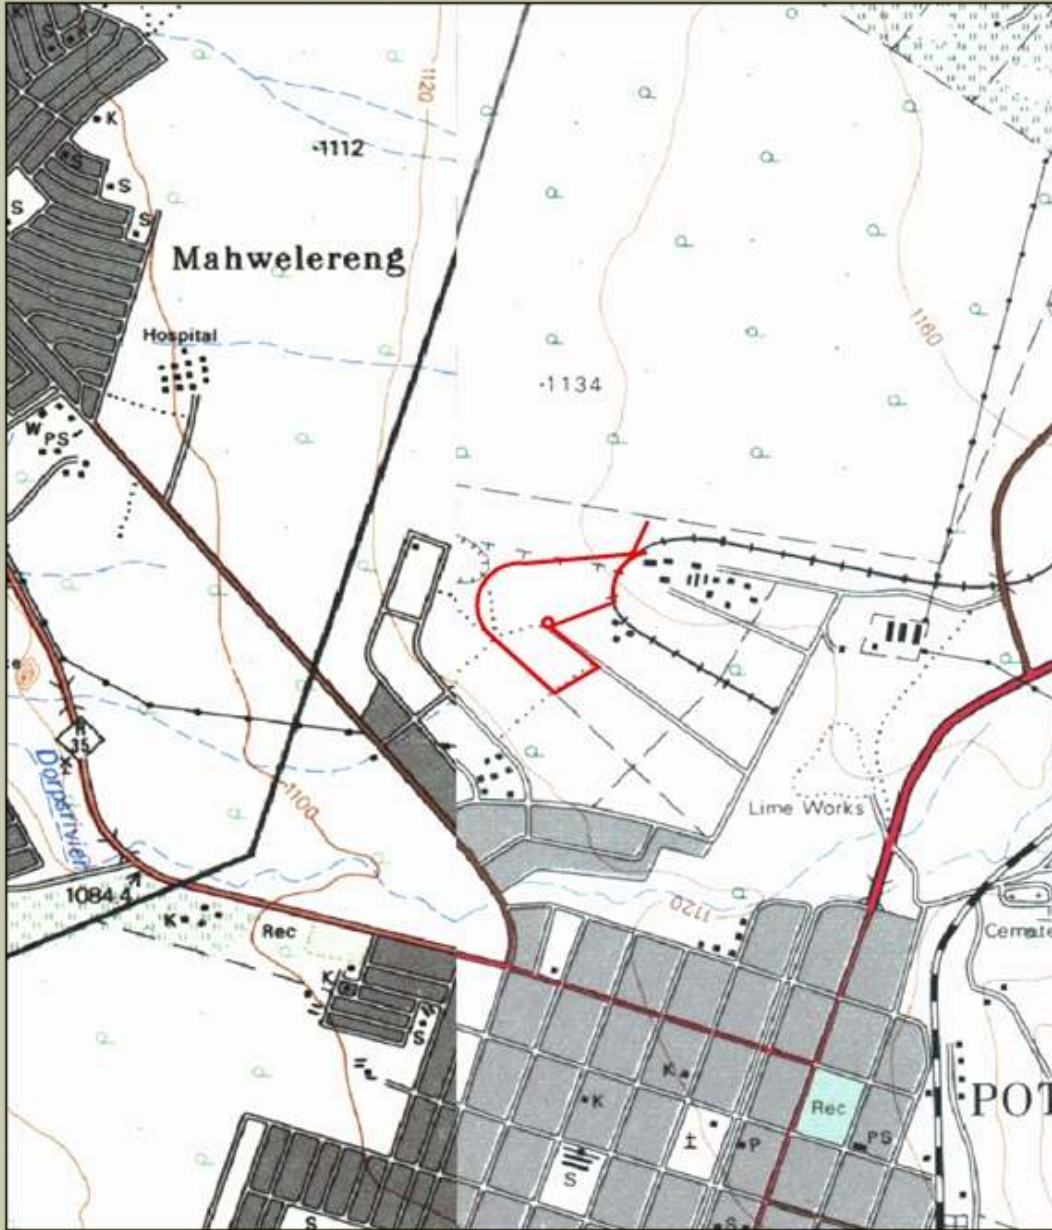 S
K
1120
K
·1112
S
S
S
S
Mahwelereng
Hospital
1160
·1134
W
PS
R
35
K
Dorpsrivier
1100
Lime Works
1084.4
K
1120
Rec
Cemete
K
S
K
K
Rec
POT
P
PS
S
S
S